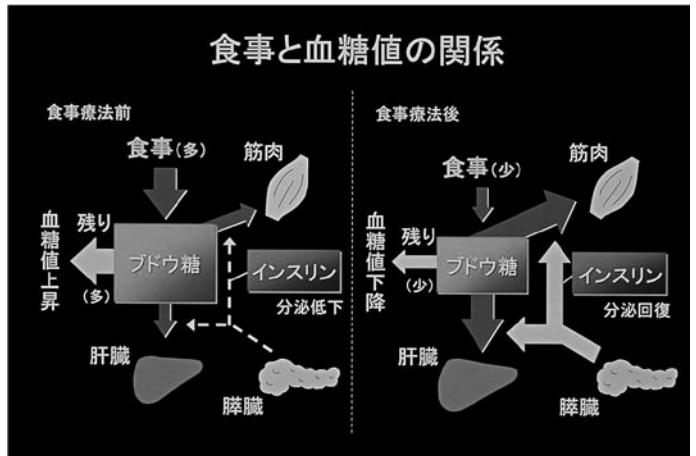 食事と血糖値の関係
食事療法前
食事(多)
筋肉
血糖値上昇
残り
(多)
ブドウ糖
インスリン
分泌低下
肝臓
膵臓
食事療法後
食事(少)
筋肉
血糖値下降
残り
(少)
ブドウ糖
インスリン
分泌回復
肝臓
膵臓